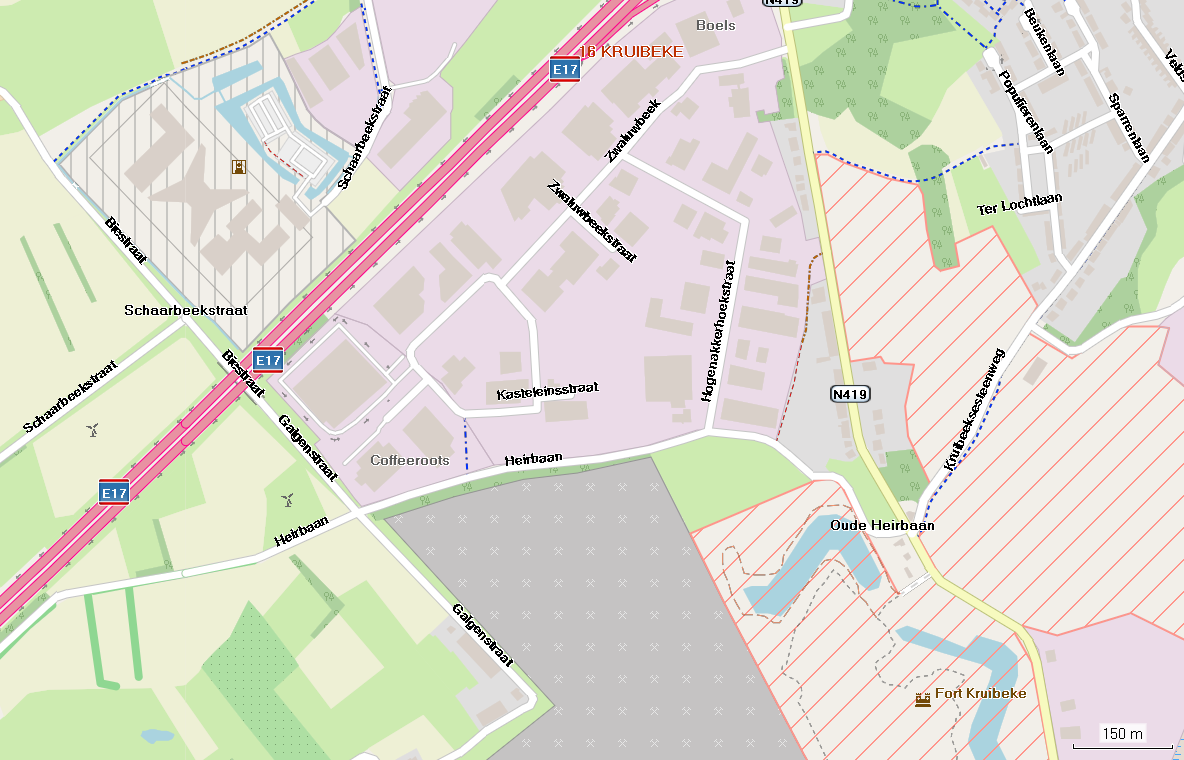 N419
Boels
16 KRUIBEKE
E17
Beukenlaan
Populierenlaan
Sparrenlaan
Schaarbeekstraat
Zwaluwbeek
Zwaluwbeekstraat
Ter Lochtlaan
Biestraat
Schaarbeekstraat
Hogenakkerhoekstraat
Biestraat
E17
Schaarbeekstraat
Kasteleinsstraat
N419
Kruibeeksesteenweg
Galgenstraat
Coffeeroots
Heirbaan
E17
Heirbaan
Oude Heirbaan
Galgenstraat
Fort Kruibeke
150 m